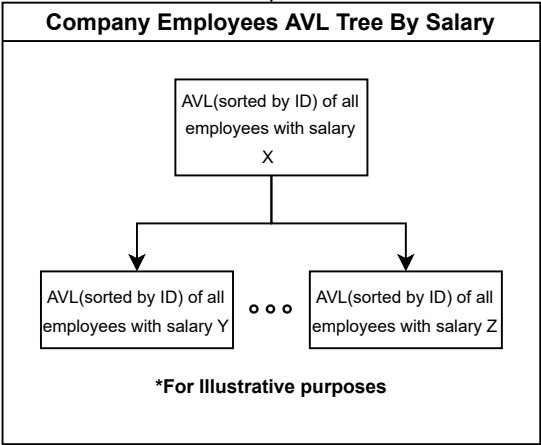 Company Employees AVL Tree By Salary
AVL(sorted by ID) of all
employees with salary
X
AVL(sorted by ID) of all
employees with salary Y
AVL(sorted by ID) of all
employees with salary Z
*For Illustrative purposes